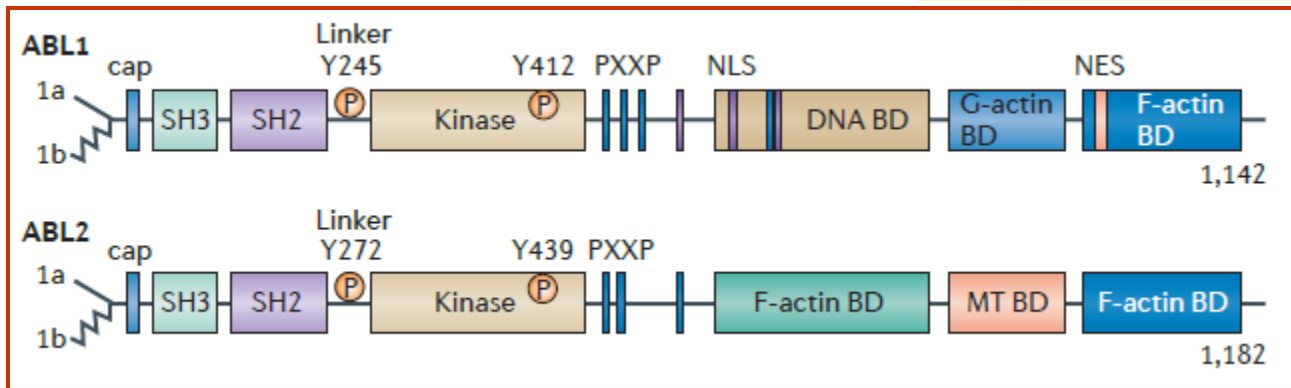 ABL1
Linker
cap Y245 Y412 PXXP NLS NES
1a
SH3 SH2 P Kinase P DNA BD G-actin BD F-actin BD
1b
1,142
ABL2
Linker
cap Y272 Y439 PXXP
1a
SH3 SH2 P Kinase P F-actin BD MT BD F-actin BD
1b
1,182